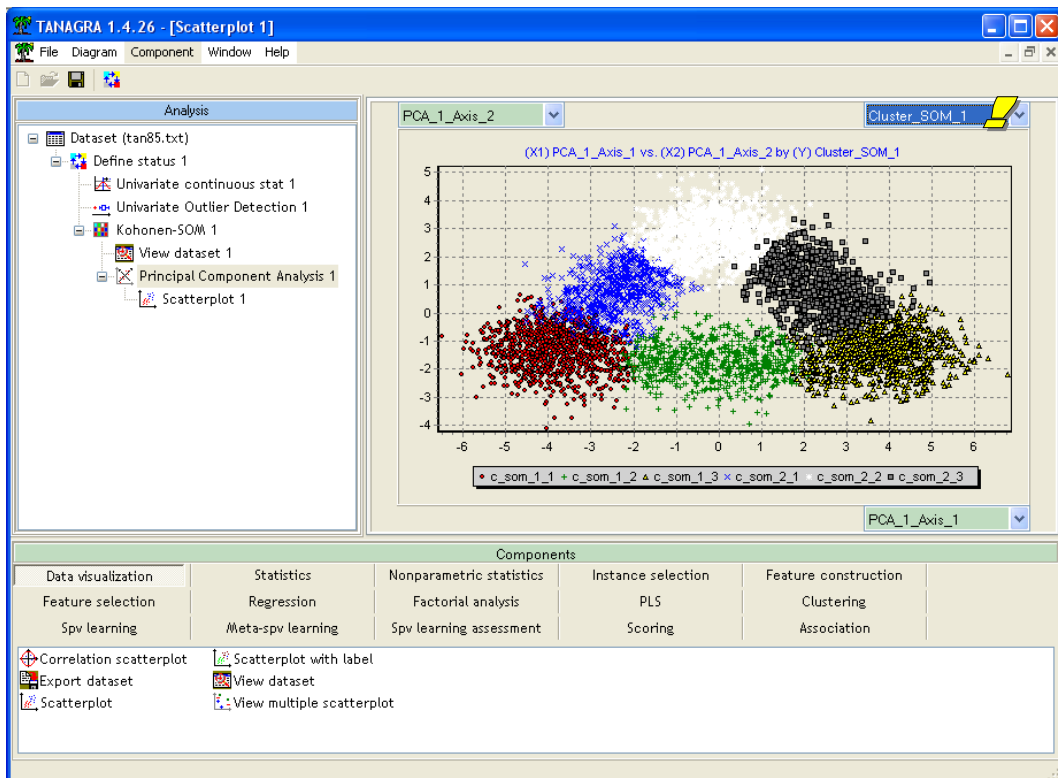 TANAGRA 1.4.26 - [Scatterplot 1]
File Diagram Component Window Help
Analysis
Dataset (tan85.txt)
Define status 1
Univariate continuous stat 1
Univariate Outlier Detection 1
Kohonen-SOM 1
View dataset 1
Principal Component Analysis 1
Scatterplot 1
PCA_1_Axis_2
Cluster_SOM_1
(X1) PCA_1_Axis_1 vs. (X2) PCA_1_Axis_2 by (Y) Cluster_SOM_1
5
4
3
2
1
0
-1
-2
-3
-4
-6 -5 -4 -3 -2 -1 0 1 2 3 4 5 6
c_som_1_1 c_som_1_2 c_som_1_3 c_som_2_1 c_som_2_2 c_som_2_3
PCA_1_Axis_1
Components
Data visualization Statistics Nonparametric statistics Instance selection Feature construction
Feature selection Regression Factorial analysis PLS Clustering
Spv learning Meta-spv learning Spv learning assessment Scoring Association
Correlation scatterplot Scatterplot with label
Export dataset View dataset
Scatterplot View multiple scatterplot